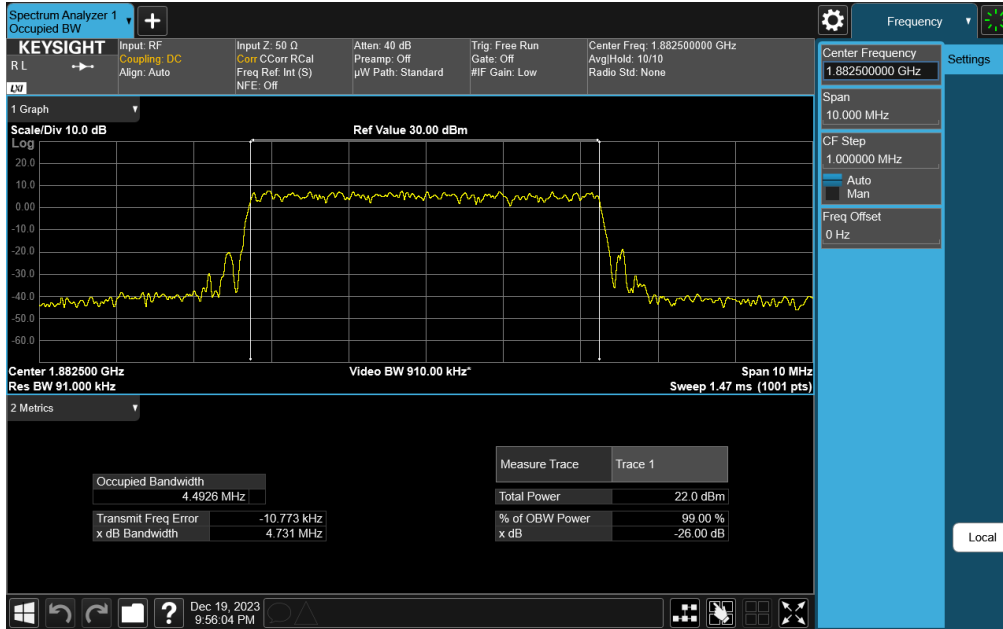 Spectrum Analyzer 1
Occupied BW
Frequency
KEYSIGHT
R L
LXI
Input: RF
Coupling: DC
Align: Auto
Input Z: 50 Ω
Corr CCorr RCal
Freq Ref: Int (S)
NFE: Off
Atten: 40 dB
Preamp: Off
µW Path: Standard
Trig: Free Run
Gate: Off
#IF Gain: Low
Center Freq: 1.882500000 GHz
Avg|Hold: 10/10
Radio Std: None
Center Frequency
1.882500000 GHz
Settings
Span
10.000 MHz
CF Step
1.000000 MHz
Auto
Man
Freq Offset
0 Hz
1 Graph
Scale/Div 10.0 dB
Ref Value 30.00 dBm
Log
20.0
10.0
0.00
-10.0
-20.0
-30.0
-40.0
-50.0
-60.0
Center 1.882500 GHz
Video BW 910.00 kHz*
Span 10 MHz
Res BW 91.000 kHz
Sweep 1.47 ms (1001 pts)
2 Metrics
Measure Trace Trace 1
Occupied Bandwidth
4.4926 MHz
Total Power 22.0 dBm
Transmit Freq Error -10.773 kHz
% of OBW Power 99.00 %
x dB Bandwidth 4.731 MHz
x dB -26.00 dB
Local
?
Dec 19, 2023
9:56:04 PM